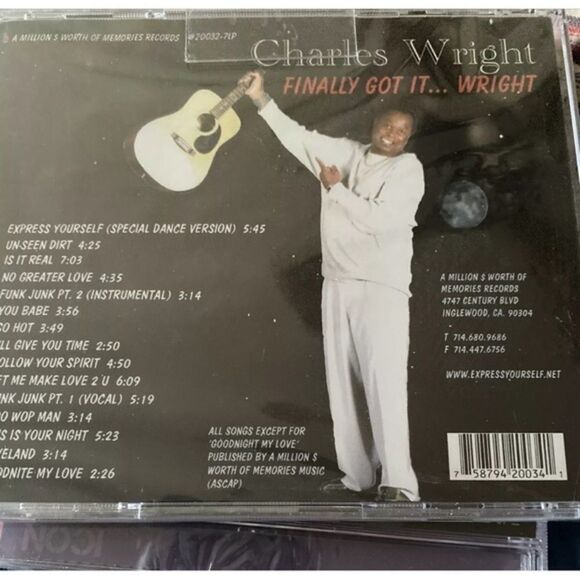 A MILLION $ WORTH OF MEMORIES RECORDS #20032-7LP
Charles Wright
FINALLY GOT IT... WRIGHT
EXPRESS YOURSELF (SPECIAL DANCE VERSION) 5:45
UNSEEN DIRT 4:25
IS IT REAL 7:03
NO GREATER LOVE 4:35
FUNK JUNK PT. 2 (INSTRUMENTAL) 3:14
YOU BABE 3:56
SO HOT 3:49
LL GIVE YOU TIME 2:50
OLLOW YOUR SPIRIT 4:50
ET ME MAKE LOVE 2 U 6:09
NK JUNK PT. 1 (VOCAL) 5:19
OO WOP MAN 3:14
IS IS YOUR NIGHT 5:23
VELAND 3:14
ODNITE MY LOVE 2:26
A MILLION $ WORTH OF
MEMORIES RECORDS
4747 CENTURY BLVD
INGLEWOOD, CA. 90304
T 714.680.9686
F 714.447.6756
WWW.EXPRESSYOURSELF.NET
ALL SONGS EXCEPT FOR
'GOODNIGHT MY LOVE'
PUBLISHED BY A MILLION $
WORTH OF MEMORIES MUSIC
(ASCAP)
7 58794 20034 1
ICON